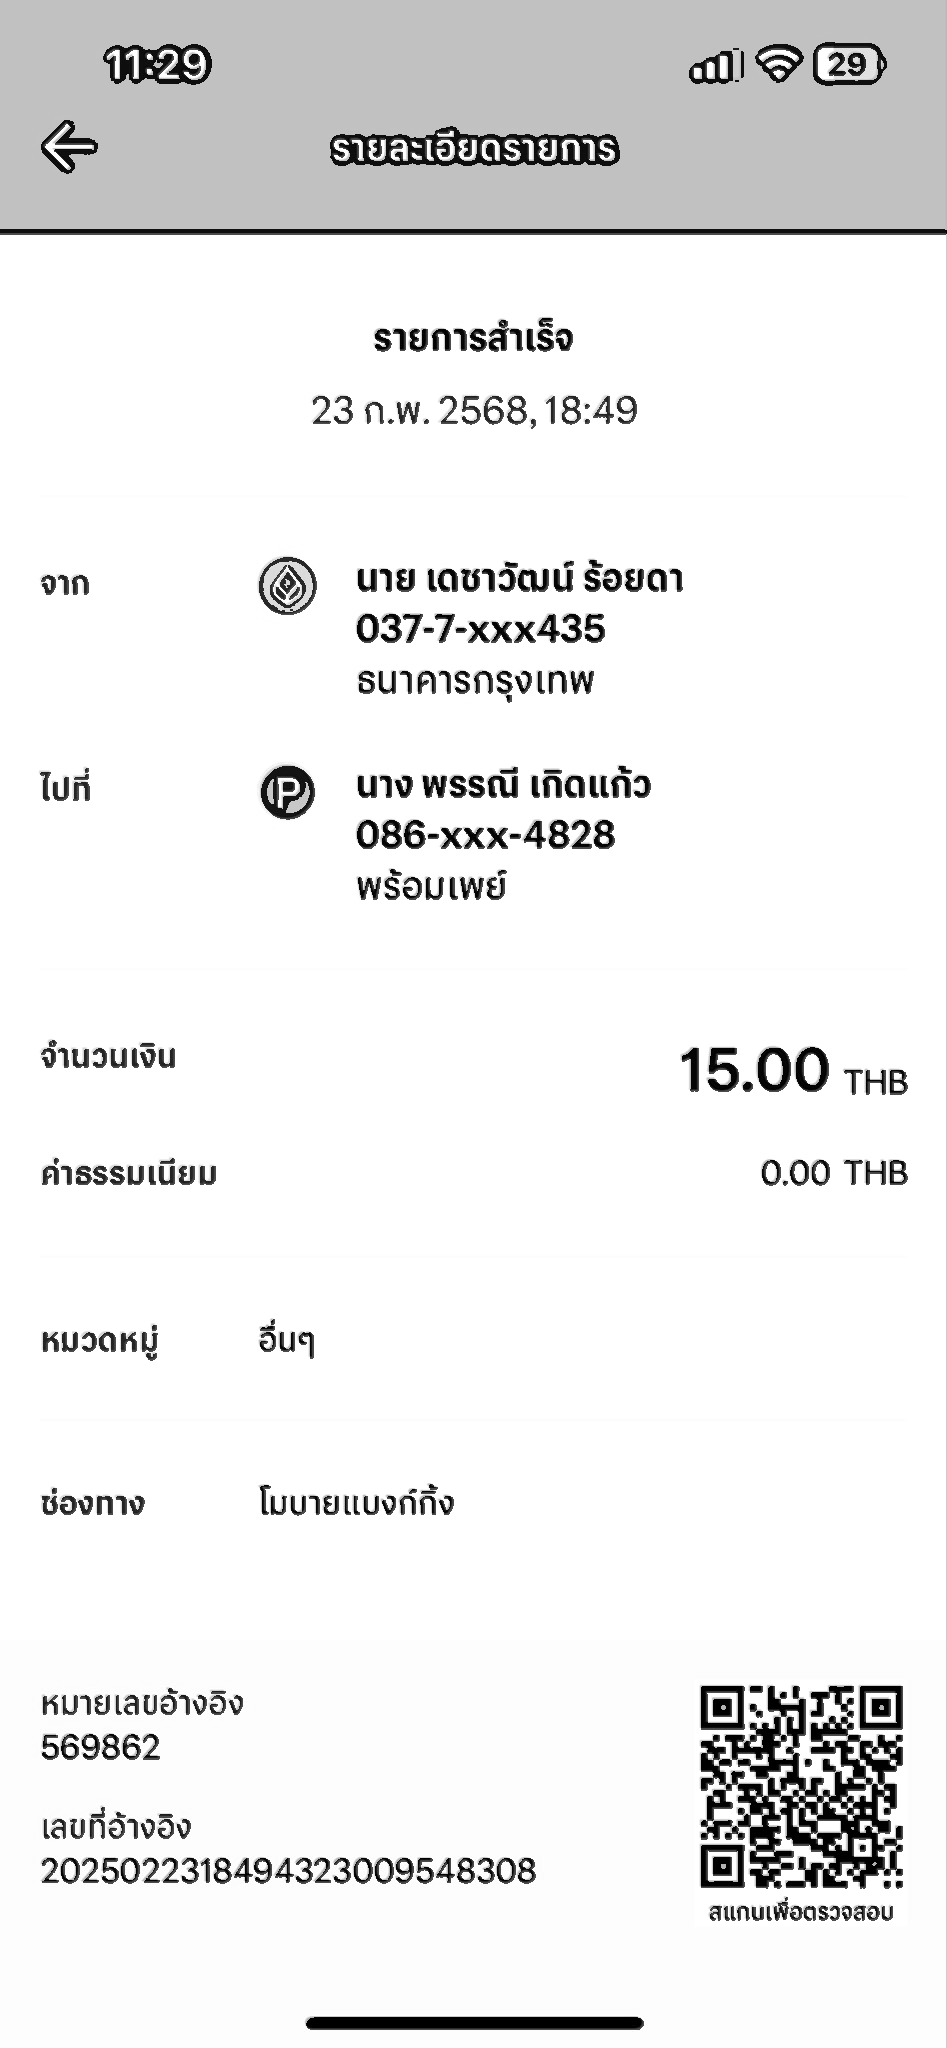 11:29
29
รายละเอียดรายการ
รายการสำเร็จ
23 ก.พ. 2568, 18:49
จาก
นาย เดชาวัฒน์ ร้อยดา
037-7-xxx435
ธนาคารกรุงเทพ
ไปที่
นาง พรรณี เกิดแก้ว
086-xxx-4828
พร้อมเพย์
จำนวนเงิน 15.00 THB
ค่าธรรมเนียม 0.00 THB
หมวดหมู่ อื่นๆ
ช่องทาง โมบายแบงก์กิ้ง
หมายเลขอ้างอิง
569862
เลขที่อ้างอิง
2025022318494323009548308
สแกนเพื่อตรวจสอบ